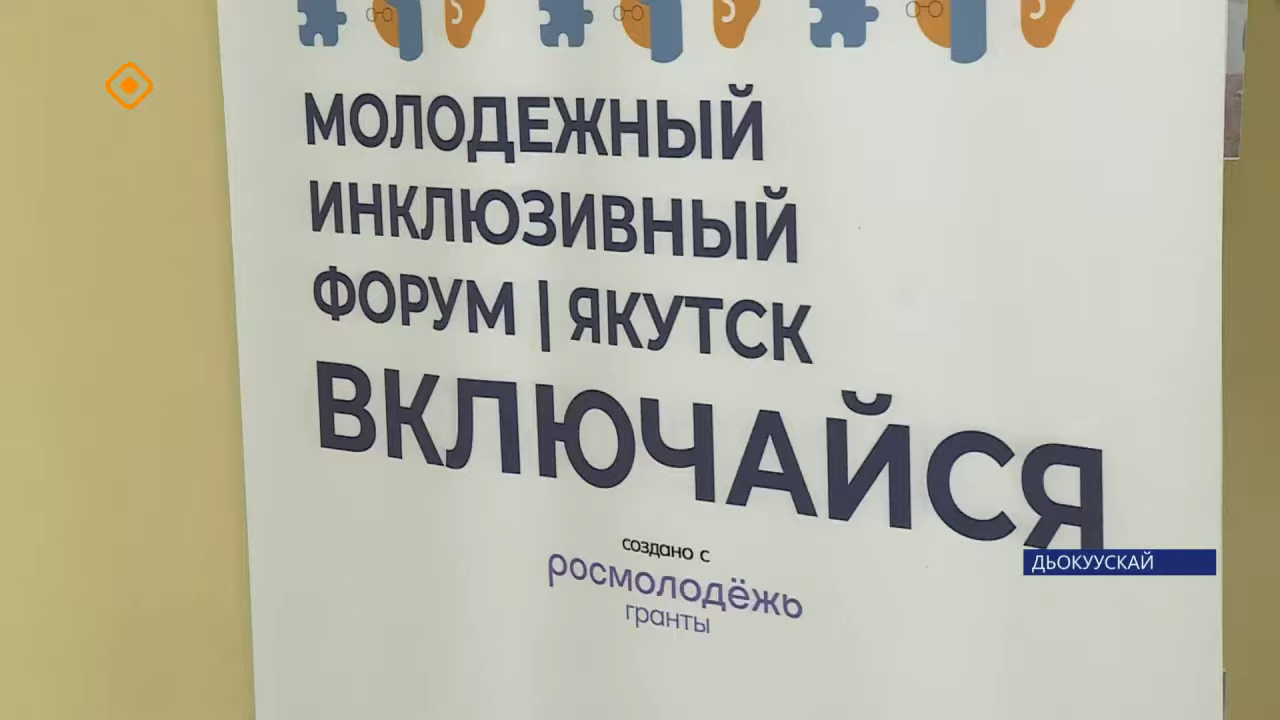 МОЛОДЕЖНЫЙ
ИНКЛЮЗИВНЫЙ
ФОРУМ | ЯКУТСК
ВКЛЮЧАЙСЯ
создано с
росмолодёжь
гранты
ДЬОКУУСКАЙ